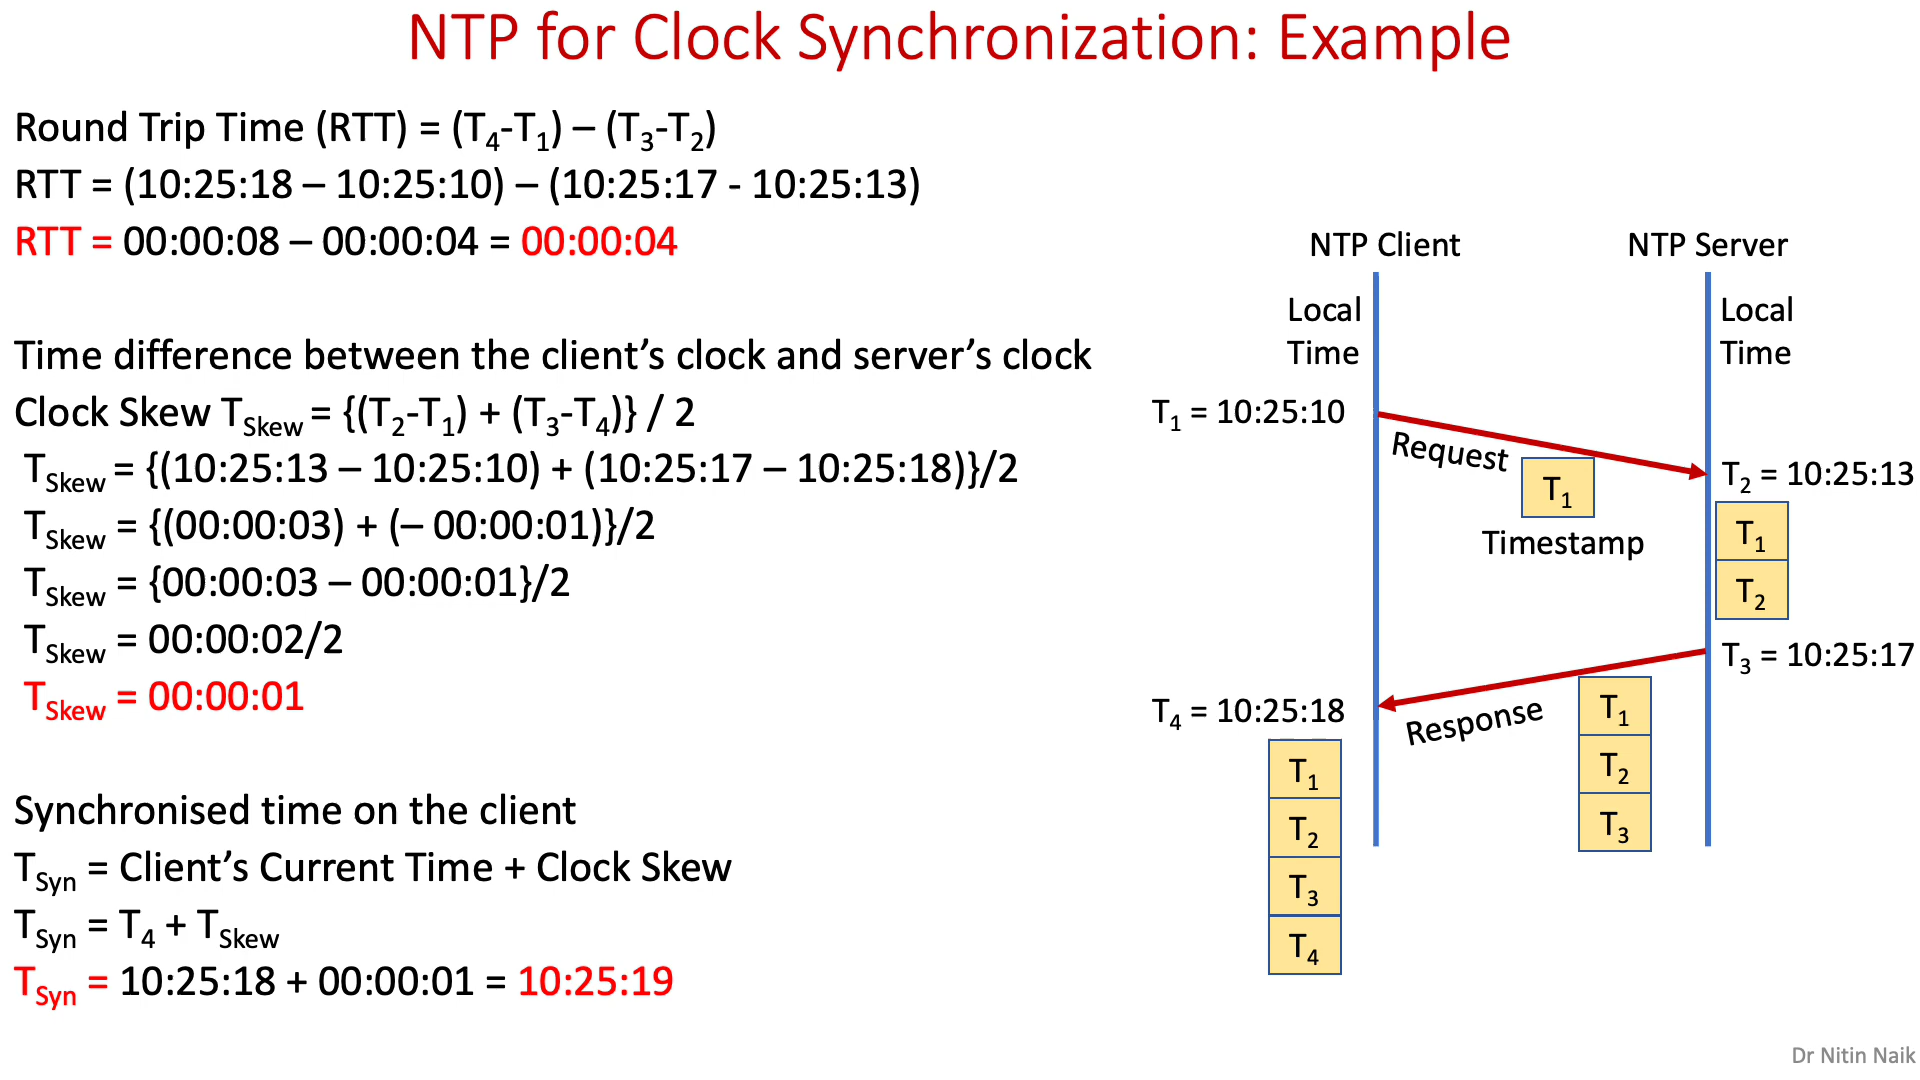 NTP for Clock Synchronization: Example
Round Trip Time (RTT) = (T4-T1) – (T3-T2)
RTT = (10:25:18 – 10:25:10) – (10:25:17 - 10:25:13)
RTT = 00:00:08 – 00:00:04 = 00:00:04
Time difference between the client’s clock and server’s clock
Clock Skew TSkew = {(T2-T1) + (T3-T4)} / 2
TSkew = {(10:25:13 – 10:25:10) + (10:25:17 – 10:25:18)}/2
TSkew = {(00:00:03) + (– 00:00:01)}/2
TSkew = {00:00:03 – 00:00:01}/2
TSkew = 00:00:02/2
TSkew = 00:00:01
Synchronised time on the client
TSyn = Client’s Current Time + Clock Skew
TSyn = T4 + TSkew
TSyn = 10:25:18 + 00:00:01 = 10:25:19
NTP Client
NTP Server
Local
Time
Local
Time
T1 = 10:25:10
Request
T1
Timestamp
T2 = 10:25:13
T1
T2
T3 = 10:25:17
Response
T1
T2
T3
T4 = 10:25:18
T1
T2
T3
T4
Dr Nitin Naik